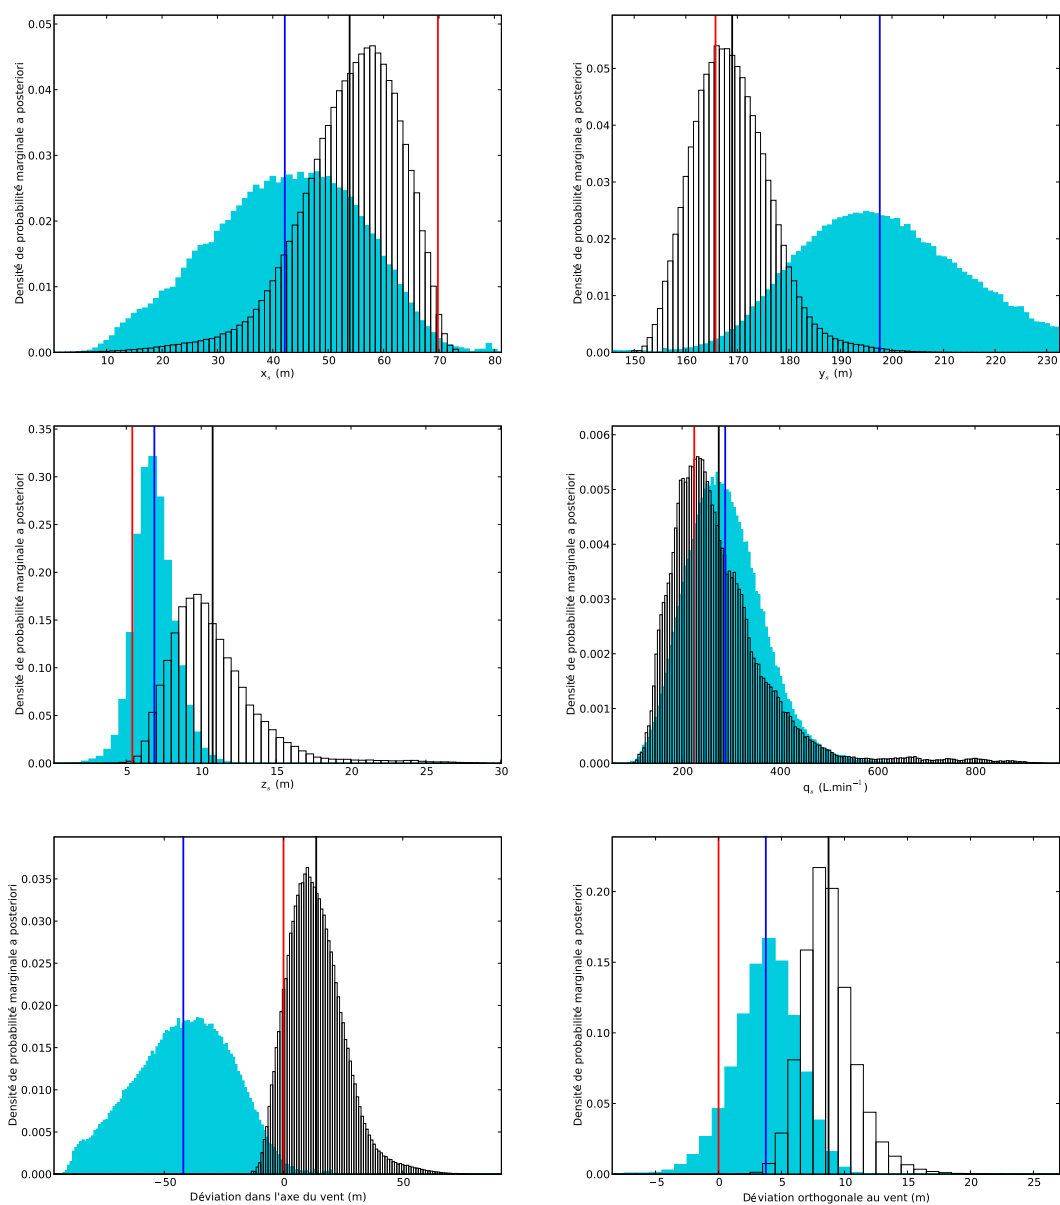 Densité de probabilité marginale a posteriori
0.05
0.04
0.03
0.02
0.01
0.00
10 20 30 40 50 60 70 80
xₛ (m)
Densité de probabilité marginale a posteriori
0.05
0.04
0.03
0.02
0.01
0.00
150 160 170 180 190 200 210 220 230
yₛ (m)
Densité de probabilité marginale a posteriori
0.35
0.30
0.25
0.20
0.15
0.10
0.05
0.00
5 10 15 20 25 30
zₛ (m)
Densité de probabilité marginale a posteriori
0.006
0.005
0.004
0.003
0.002
0.001
0.000
200 400 600 800
qₛ (L.min⁻¹)
Densité de probabilité marginale a posteriori
0.035
0.030
0.025
0.020
0.015
0.010
0.005
0.000
−50 0 50
Déviation dans l'axe du vent (m)
Densité de probabilité marginale a posteriori
0.20
0.15
0.10
0.05
0.00
−5 0 5 10 15 20 25
Déviation orthogonale au vent (m)